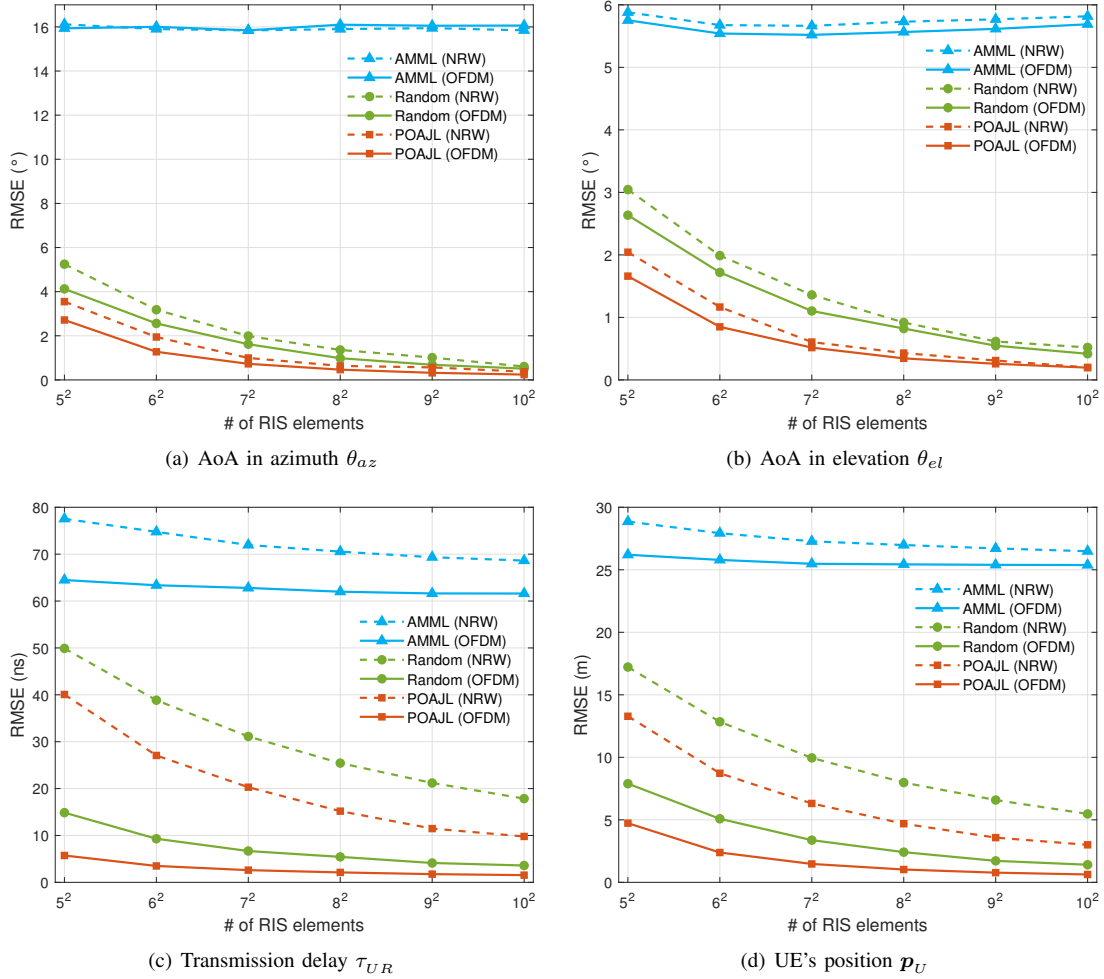 16
14
12
10
8
6
4
2
0
RMSE (°)
AMML (NRW)
AMML (OFDM)
Random (NRW)
Random (OFDM)
POAJL (NRW)
POAJL (OFDM)
5² 6² 7² 8² 9² 10²
# of RIS elements
(a) AoA in azimuth θ_az
6
5
4
3
2
1
0
RMSE (°)
AMML (NRW)
AMML (OFDM)
Random (NRW)
Random (OFDM)
POAJL (NRW)
POAJL (OFDM)
5² 6² 7² 8² 9² 10²
# of RIS elements
(b) AoA in elevation θ_el
80
70
60
50
40
30
20
10
0
RMSE (ns)
AMML (NRW)
AMML (OFDM)
Random (NRW)
Random (OFDM)
POAJL (NRW)
POAJL (OFDM)
5² 6² 7² 8² 9² 10²
# of RIS elements
(c) Transmission delay τ_UR
30
25
20
15
10
5
0
RMSE (m)
AMML (NRW)
AMML (OFDM)
Random (NRW)
Random (OFDM)
POAJL (NRW)
POAJL (OFDM)
5² 6² 7² 8² 9² 10²
# of RIS elements
(d) UE's position p_U